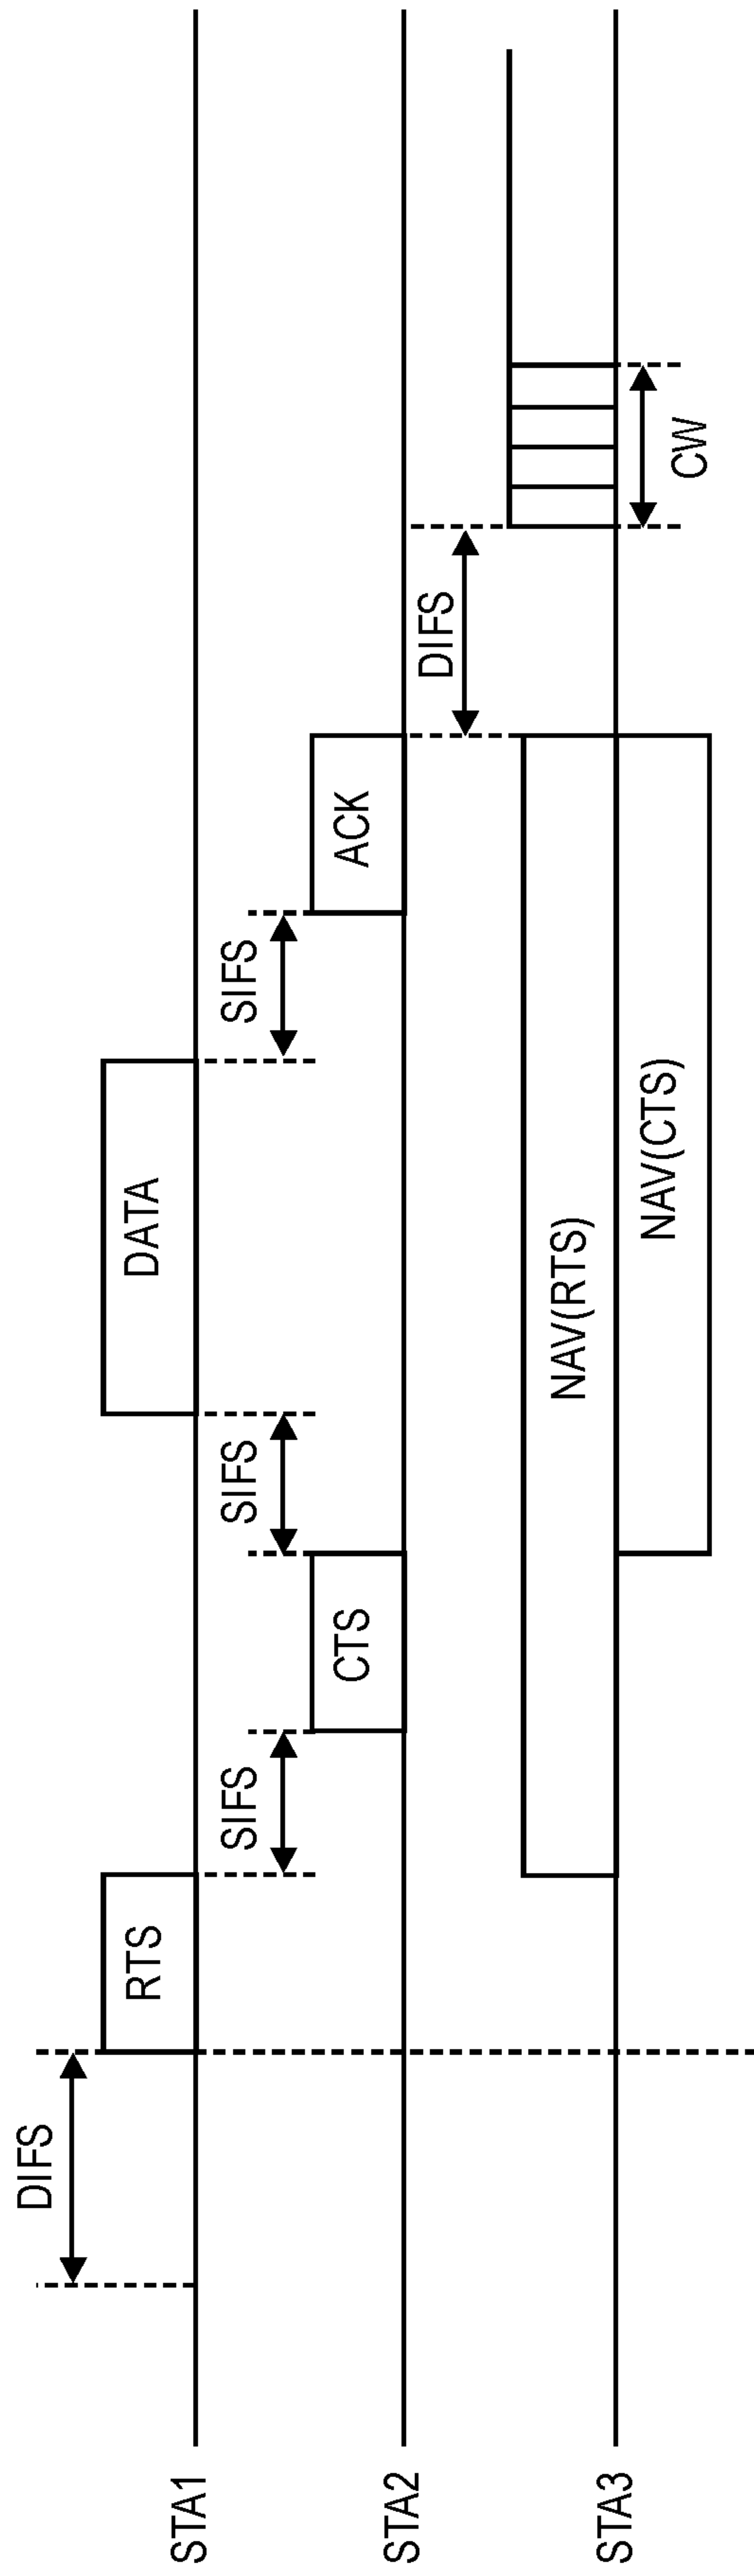 DIFS
STA1
RTS
SIFS
SIFS
DATA
SIFS
STA2
CTS
ACK
DIFS
STA3
NAV(RTS)
NAV(CTS)
CW